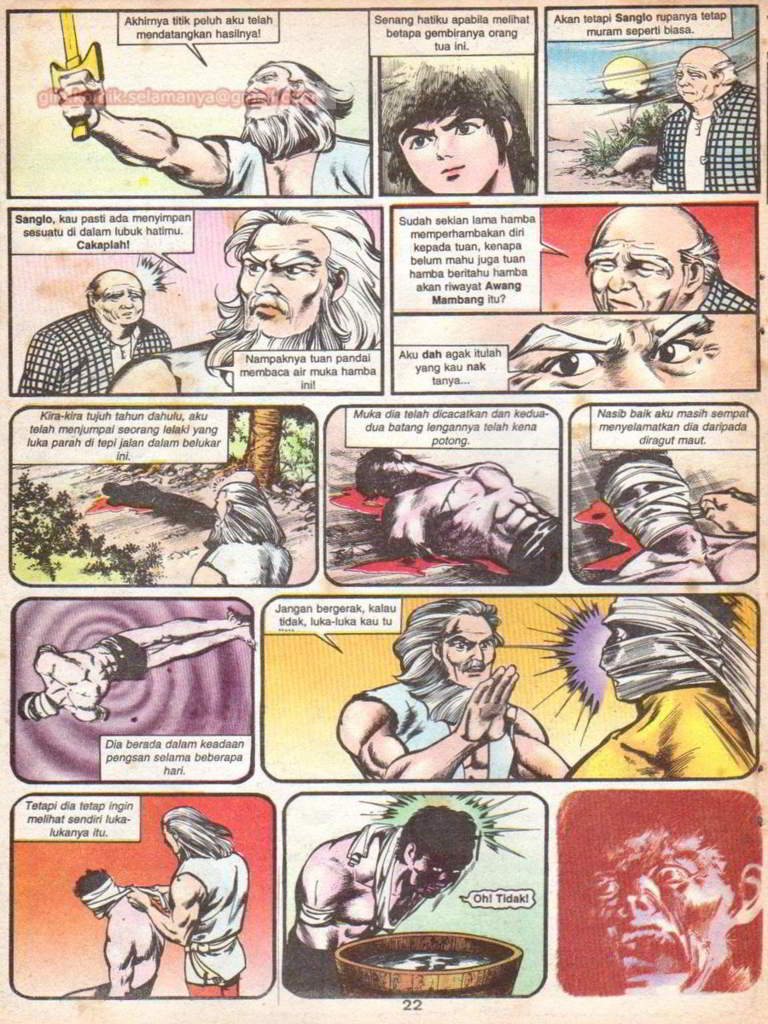 Akhirnya titik peluh aku telah
mendatangkan hasilnya!
Senang hatiku apabila melihat
betapa gembiranya orang
tua ini.
Akan tetapi Sanglo rupanya tetap
muram seperti biasa.
Sanglo, kau pasti ada menyimpan
sesuatu di dalam lubuk hatimu.
Cakaplah!
Nampaknya tuan pandai
membaca air muka hamba
ini!
Sudah sekian lama hamba
memperhambakan diri
kepada tuan, kenapa
belum mahu juga tuan
hamba beritahu hamba
akan riwayat Awang
Mambang itu?
Aku dah agak itulah
yang kau nak
tanya...
Kira-kira tujuh tahun dahulu, aku
telah menjumpai seorang lelaki yang
luka parah di tepi jalan dalam belukar
ini.
Muka dia telah dicacatkan dan kedua-
dua batang lengannya telah kena
potong.
Nasib baik aku masih sempat
menyelamatkan dia daripada
diragut maut.
Dia berada dalam keadaan
pengsan selama beberapa
hari.
Jangan bergerak, kalau
tidak, luka-luka kau tu
Tetapi dia tetap ingin
melihat sendiri luka-
lukanya itu.
Oh! Tidak!
22